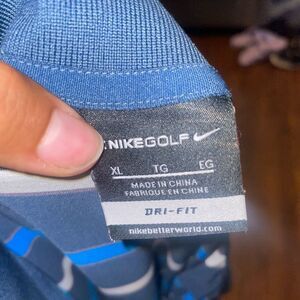 NIKEGOLF
XL TG EG
MADE IN CHINA
FABRIQUÉ EN CHINE
DRI-FIT
nikebetterworld.com